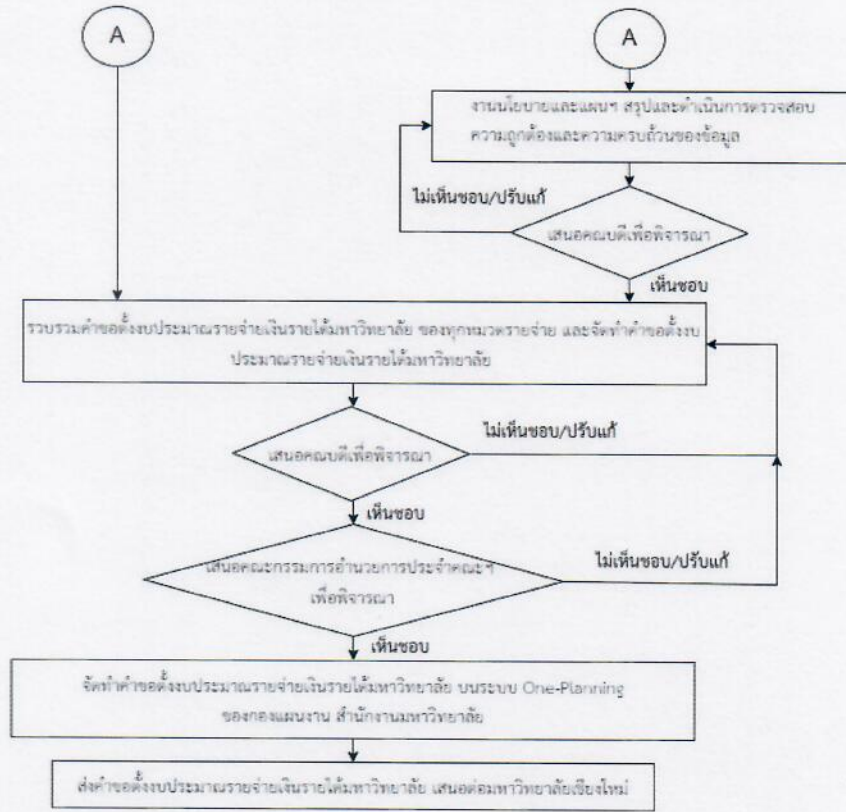 A
A
งานนโยบายและแผนฯ สรุปและดำเนินการตรวจสอบ
ความถูกต้องและความครบถ้วนของข้อมูล
ไม่เห็นชอบ/ปรับแก้
เสนอคณบดีเพื่อพิจารณา
เห็นชอบ
รวบรวมคำขอตั้งงบประมาณรายจ่ายเงินรายได้มหาวิทยาลัย ของทุกหมวดรายจ่าย และจัดทำคำขอตั้งงบ
ประมาณรายจ่ายเงินรายได้มหาวิทยาลัย
ไม่เห็นชอบ/ปรับแก้
เสนอคณบดีเพื่อพิจารณา
เห็นชอบ
เสนอคณะกรรมการอำนวยการประจำคณะฯ
เพื่อพิจารณา
ไม่เห็นชอบ/ปรับแก้
เห็นชอบ
จัดทำคำขอตั้งงบประมาณรายจ่ายเงินรายได้มหาวิทยาลัย บนระบบ One-Planning
ของกองแผนงาน สำนักงานมหาวิทยาลัย
ส่งคำขอตั้งงบประมาณรายจ่ายเงินรายได้มหาวิทยาลัย เสนอต่อมหาวิทยาลัยเชียงใหม่